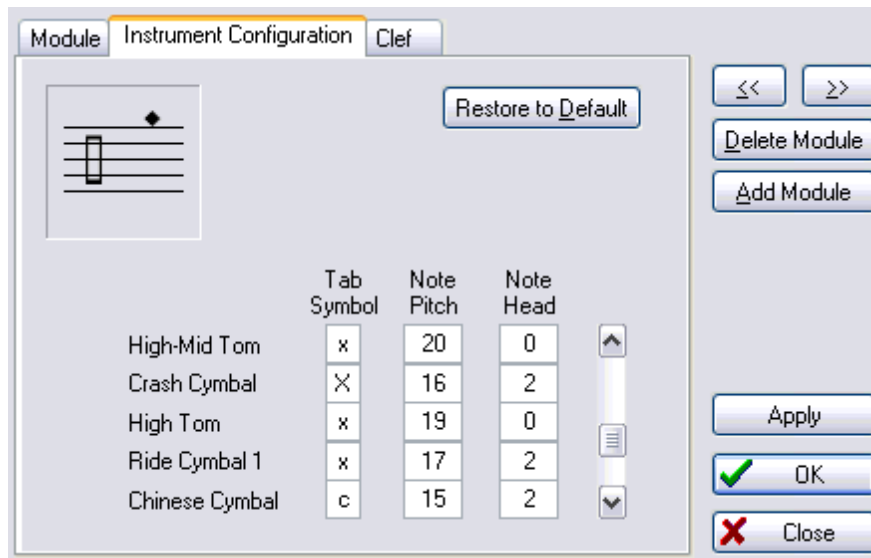 Module Instrument Configuration Clef
Restore to Default
<< >>
Delete Module
Add Module
Tab Note Note
Symbol Pitch Head
High-Mid Tom x 20 0
Crash Cymbal X 16 2
High Tom x 19 0
Ride Cymbal 1 x 17 2
Chinese Cymbal c 15 2
Apply
OK
Close